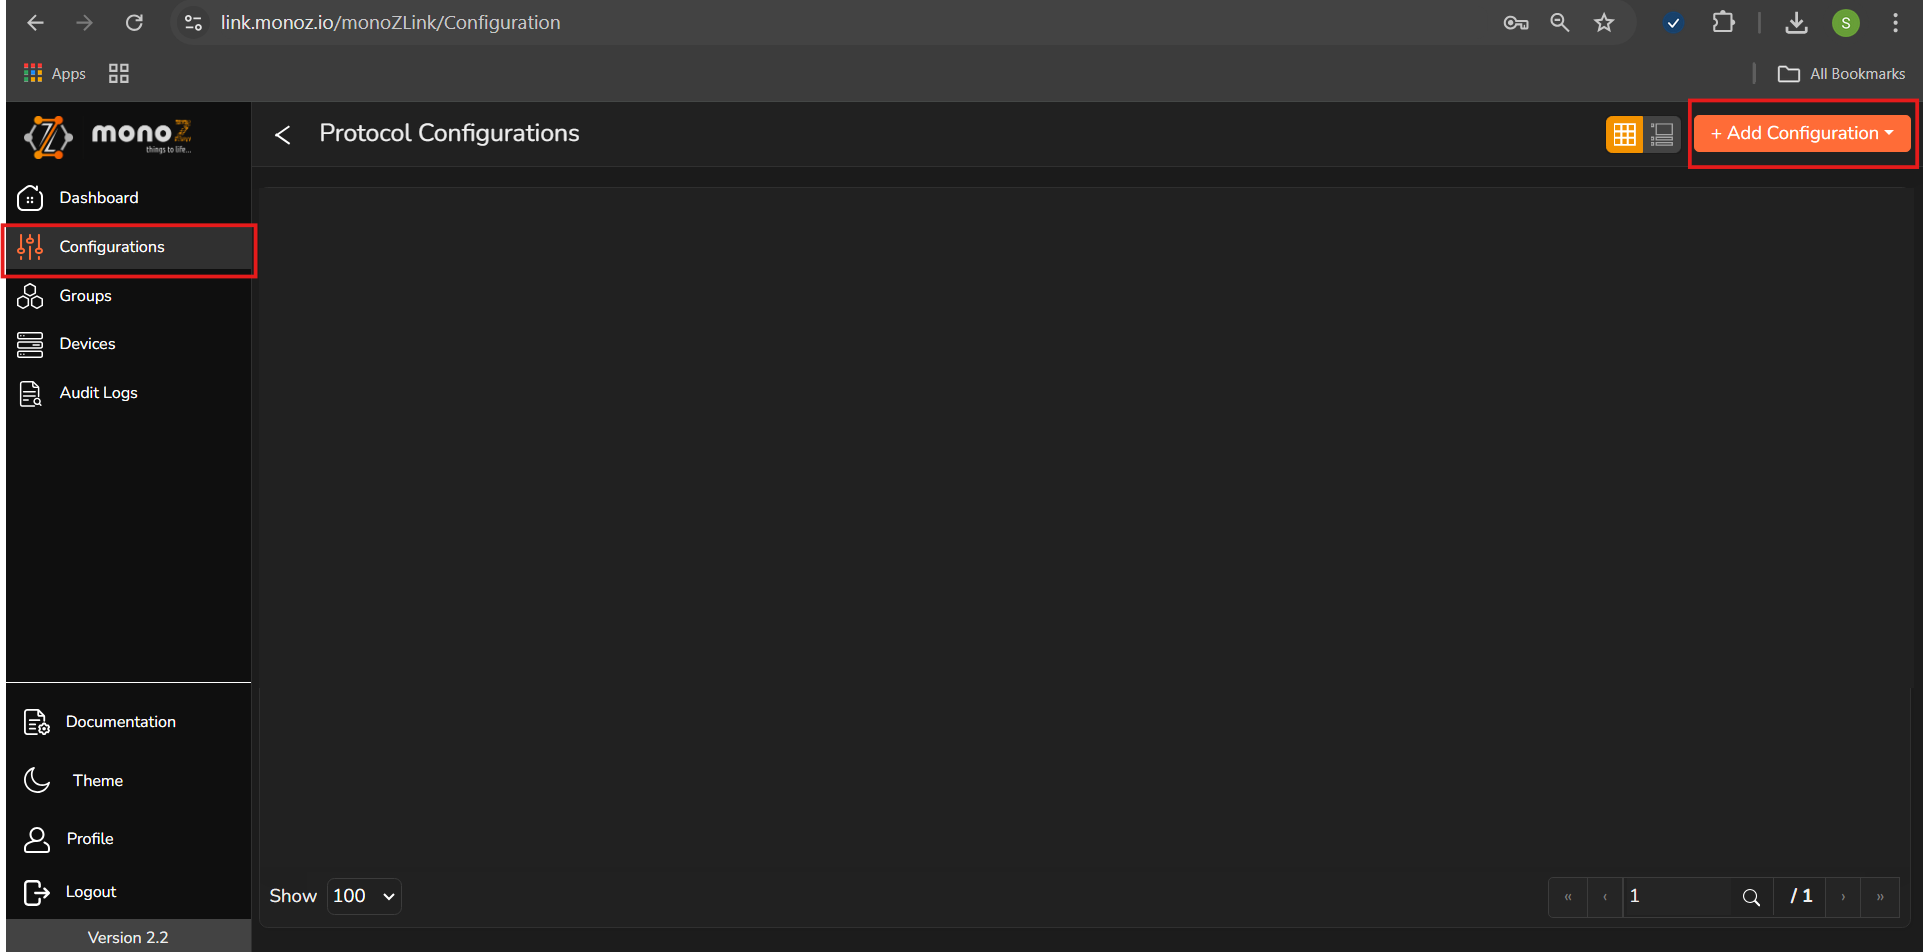 link.monoz.io/monoZLink/Configuration
S
Apps
All Bookmarks
monoZ
things to life...
Protocol Configurations
+ Add Configuration
Dashboard
Configurations
Groups
Devices
Audit Logs
Documentation
Theme
Profile
Logout
Version 2.2
Show 100
« ‹ 1 / 1 › »